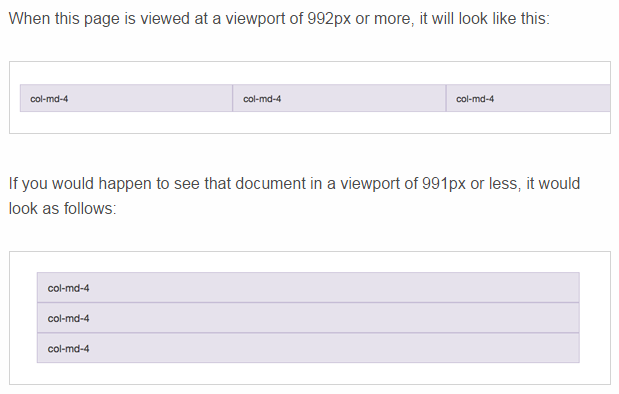 When this page is viewed at a viewport of 992px or more, it will look like this:
col-md-4 col-md-4 col-md-4
If you would happen to see that document in a viewport of 991px or less, it would
look as follows:
col-md-4
col-md-4
col-md-4